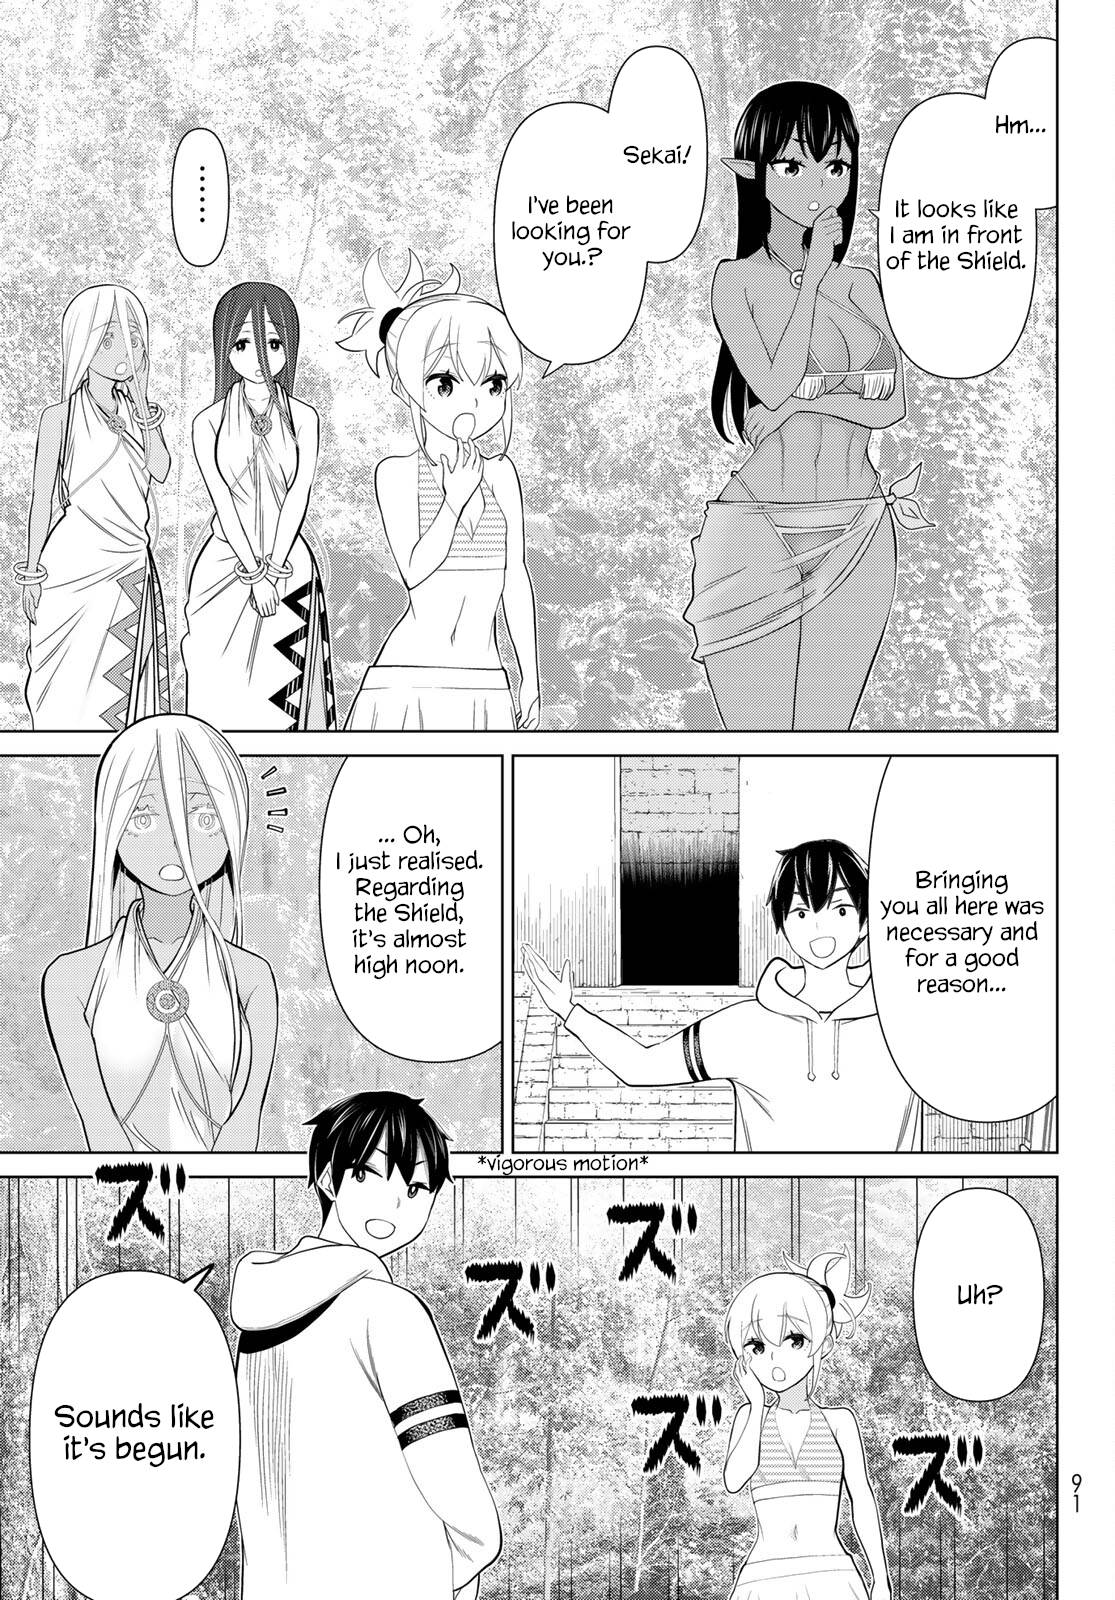 Hm...
It looks like
I am in front
of the Shield.
Sekai!
I've been
looking for
you.?
......
Bringing
you all here was
necessary and
for a good
reason...
... Oh,
I just realised.
Regarding
the Shield,
it's almost
high noon.
*vigorous motion*
ズ
ズ
ズ
ズ
ズ
Uh?
Sounds like
it's begun.
91